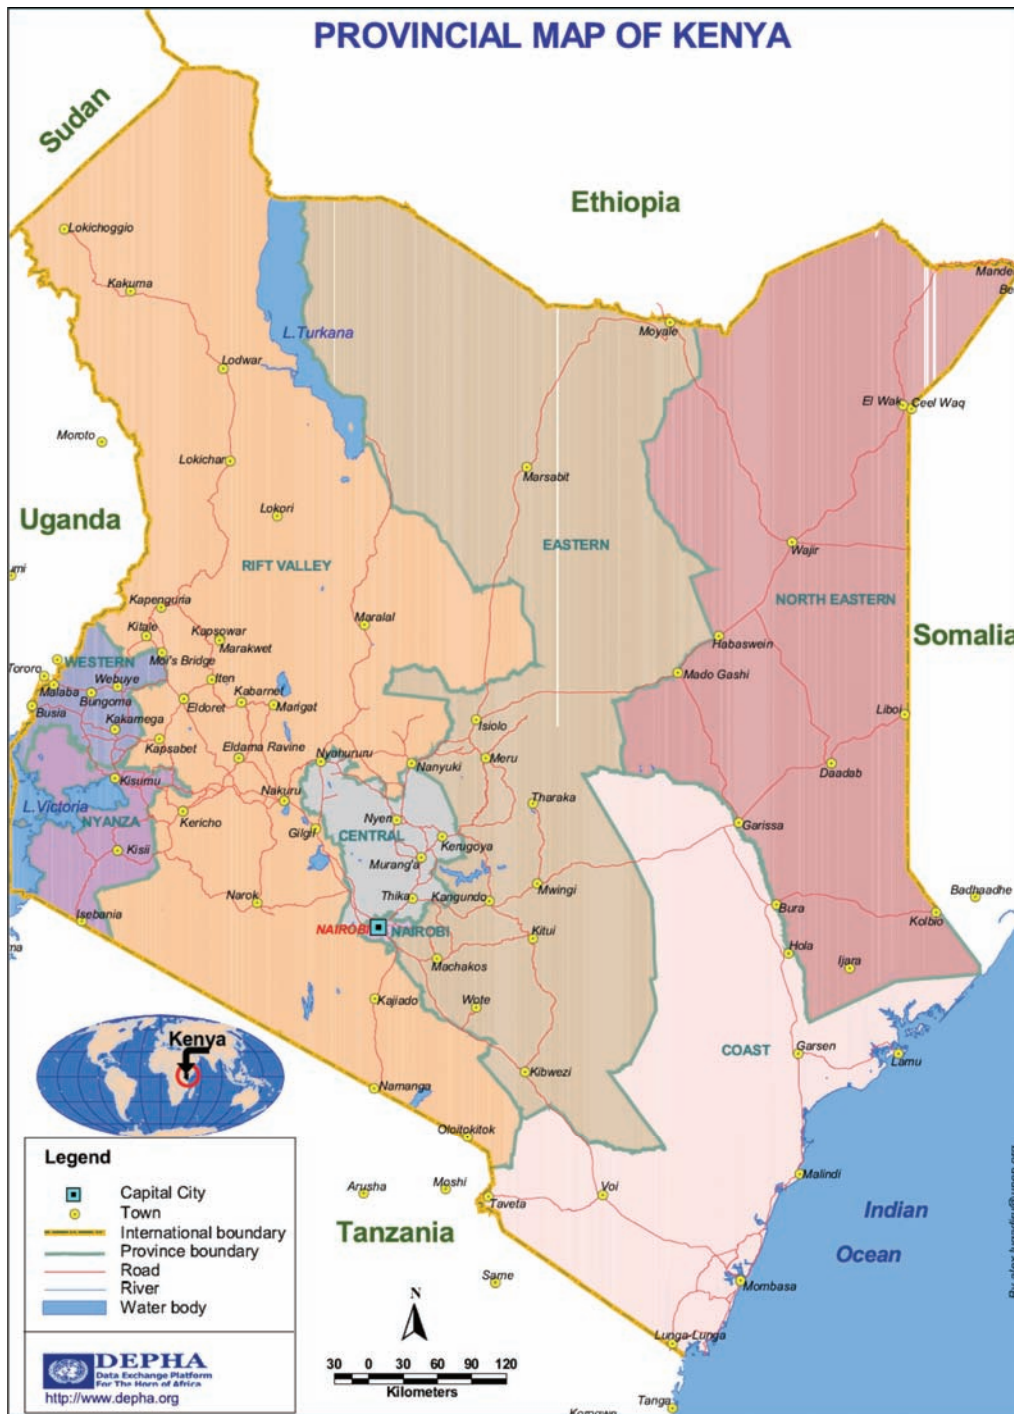 PROVINCIAL MAP OF KENYA
Sudan
Ethiopia
Lokichoggio
Kakuma
L.Turkana
Moyale
Lodwar
El Wak
Ceel Waq
Moroto
Lokichar
Marsabit
Lokori
Uganda
EASTERN
RIFT VALLEY
Wajir
NORTH EASTERN
Kapenguria
Maralal
Kitale
Kapsowar
Marakwet
Habaswein
Somalia
WESTERN
Moi's Bridge
Tororo
Malaba
Webuye
Iten
Mado Gashi
Bungoma
Kabarnet
Busia
Eldoret
Marigat
Liboi
Kakamega
Isiolo
Kapsabet
Eldama Ravine
Nyahururu
Nanyuki
Meru
Daadab
Kisumu
L.Victoria
Nakuru
Tharaka
NYANZA
Kericho
Gilgil
CENTRAL
Nyeri
Kerugoya
Garissa
Kisii
Murang'a
Narok
Thika
Kangundo
Mwingi
Badhaadhe
Isebania
Bura
Kolbio
NAIROBI
NAIROBI
Kitui
Hola
Machakos
Ijara
Kajiado
Wote
Kenya
COAST
Garsen
Lamu
Namanga
Kibwezi
Oloitokitok
Legend
Capital City
Town
International boundary
Province boundary
Road
River
Water body
Arusha
Moshi
Taveta
Voi
Malindi
Tanzania
Indian
Ocean
Same
Mombasa
N
Lunga-Lunga
30 0 30 60 90 120
Kilometers
DEPHA
Data Exchange Platform
For The Horn of Africa
http://www.depha.org
Tanga